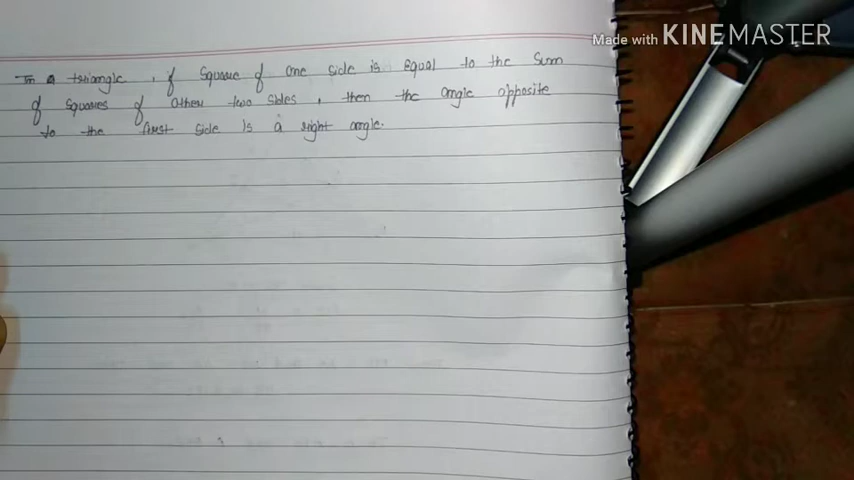 Made with KINEMASTER
In a triangle, if square of one side is equal to the sum
of squares of other two sides, then the angle opposite
to the first side is a right angle.